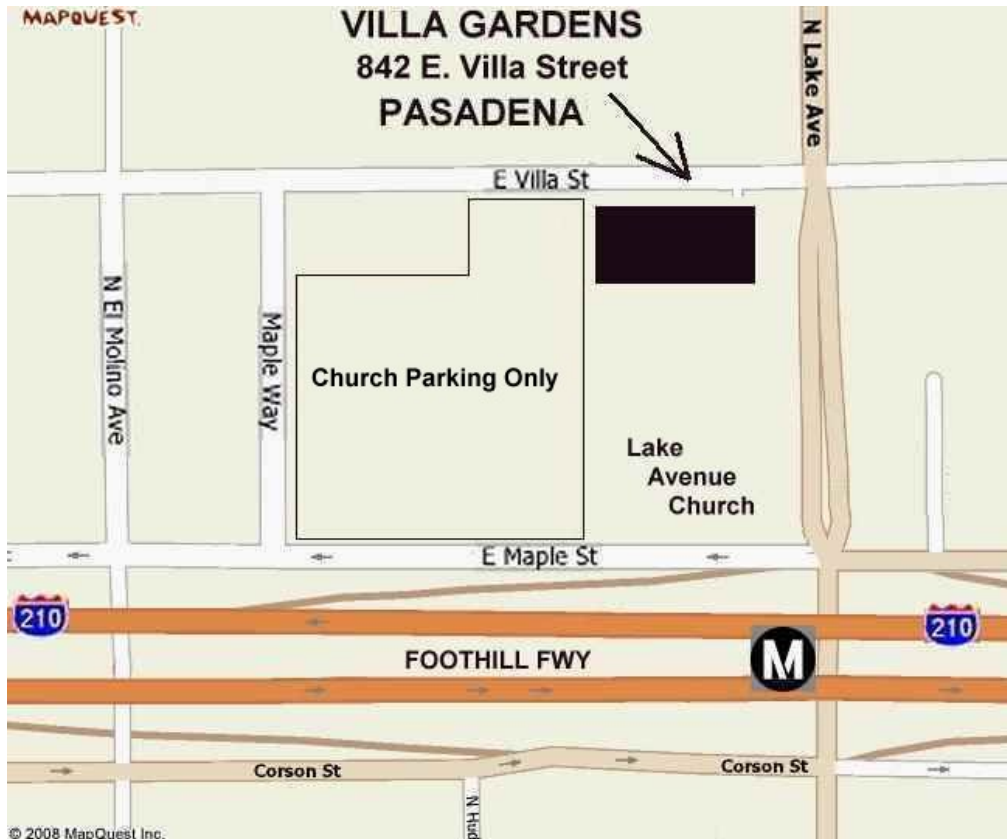 MAPQUEST.
VILLA GARDENS
842 E. Villa Street
PASADENA
N Lake Ave
E Villa St
N El Molino Ave
Maple Way
Church Parking Only
Lake
Avenue
Church
E Maple St
210
210
FOOTHILL FWY
M
Corson St
Corson St
N Hud
© 2008 MapQuest Inc.